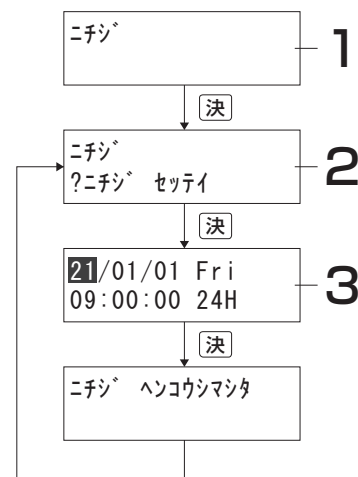 ﾆﾁｼﾞ
1
決
ﾆﾁｼﾞ
?ﾆﾁｼﾞ ｾｯﾃｲ
2
決
21/01/01 Fri
09:00:00 24H
3
決
ﾆﾁｼﾞ ﾍﾝｺｳｼﾏｼﾀ